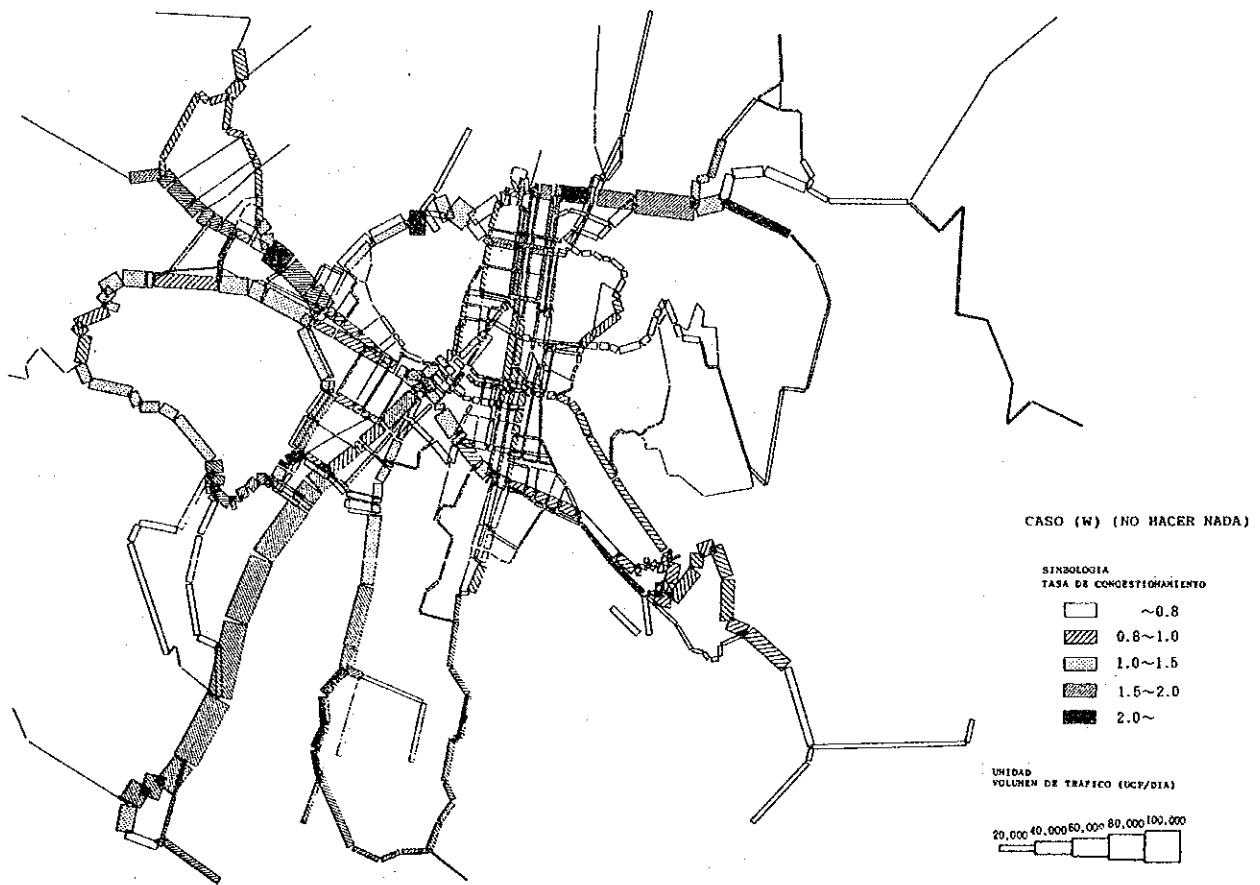 CASO (W) (NO HACER NADA)
SIMBOLOGIA
TASA DE CONGESTIONAMIENTO
~0.8
0.8~1.0
1.0~1.5
1.5~2.0
2.0~
UNIDAD
VOLUMEN DE TRAFICO (UCP/DIA)
20,000 40,000 60,000 80,000 100,000